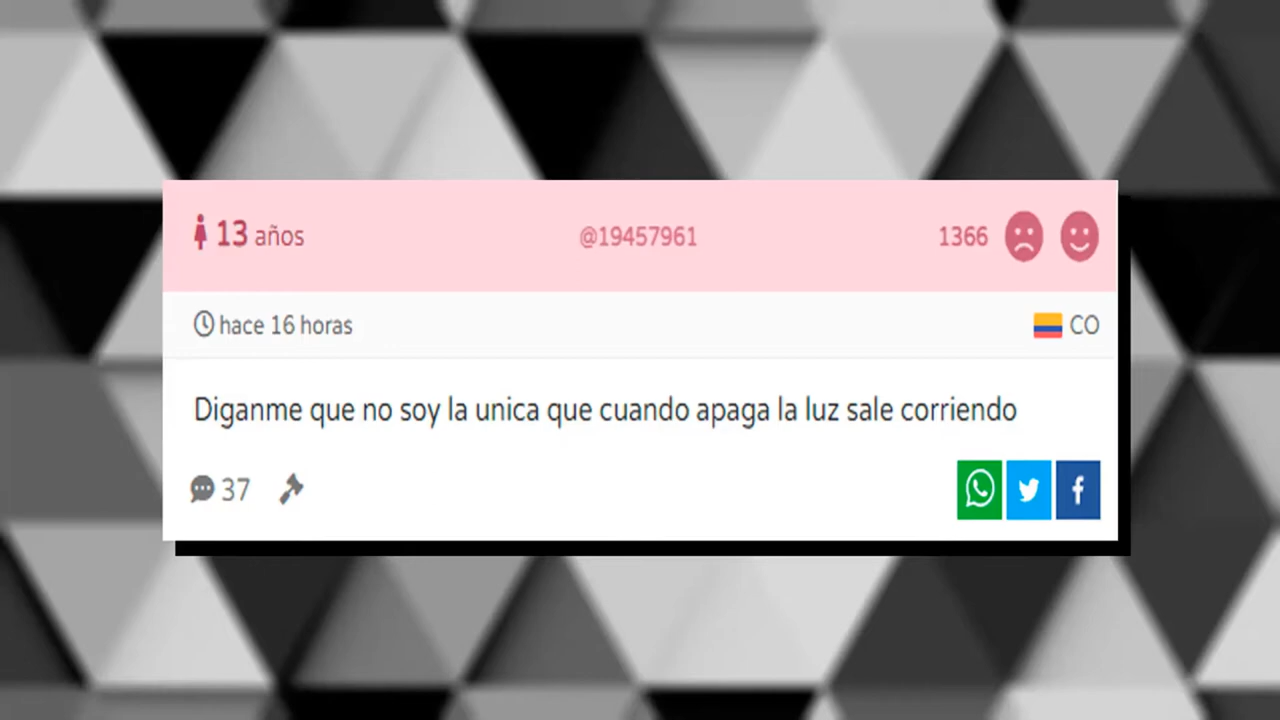 13 años @19457961 1366
hace 16 horas CO
Diganme que no soy la unica que cuando apaga la luz sale corriendo
37